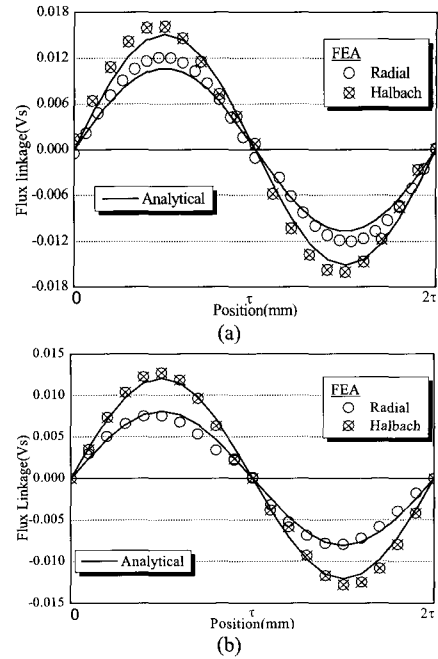 0.018
0.012
0.006
0.000
-0.006
-0.012
-0.018
Flux linkage(Vs)
FEA
Radial
Halbach
Analytical
0
τ
2τ
Position(mm)
(a)
0.015
0.010
0.005
0.000
-0.005
-0.010
-0.015
Flux Linkage(Vs)
FEA
Radial
Halbach
Analytical
0
τ
2τ
Position(mm)
(b)